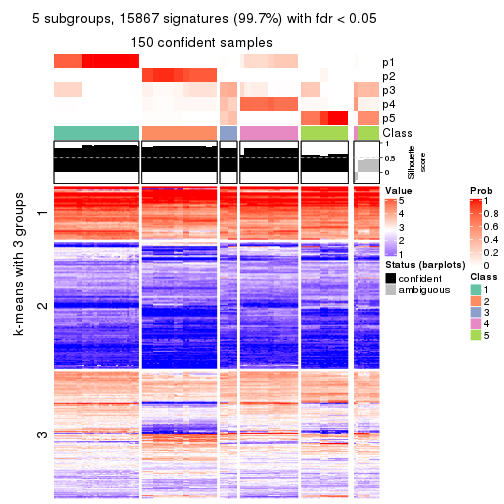 5 subgroups, 15867 signatures (99.7%) with fdr < 0.05
150 confident samples
p1
p2
p3
p4
p5
Class
1
0.5
0
Silhouette
score
k-means with 3 groups
1
2
3
Value
5
4
3
2
1
Status (barplots)
confident
ambiguous
Prob
1
0.8
0.6
0.4
0.2
0
Class
1
2
3
4
5